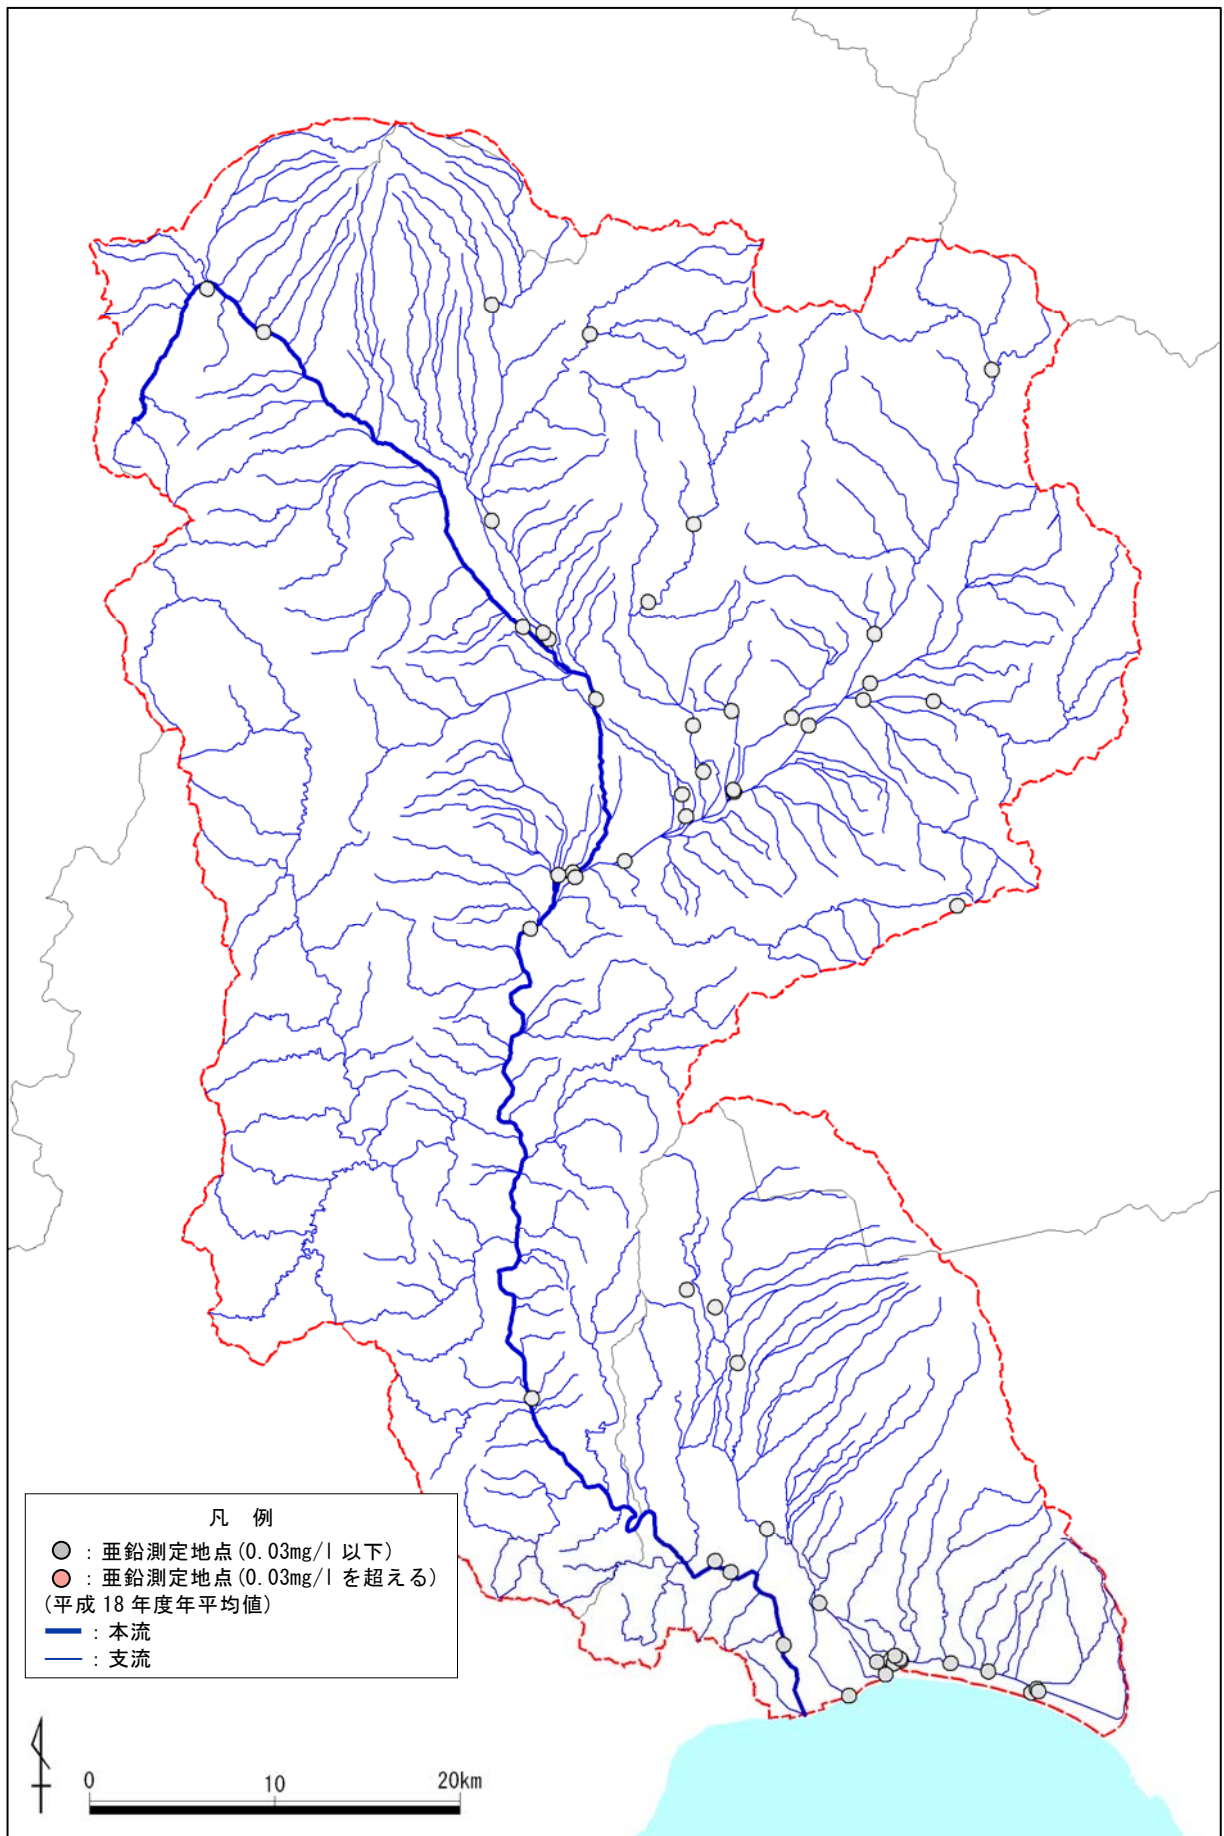 凡 例
: 亜鉛測定地点(0.03mg/l 以下)
: 亜鉛測定地点(0.03mg/l を超える)
(平成 18 年度年平均値)
: 本流
: 支流
0 10 20km